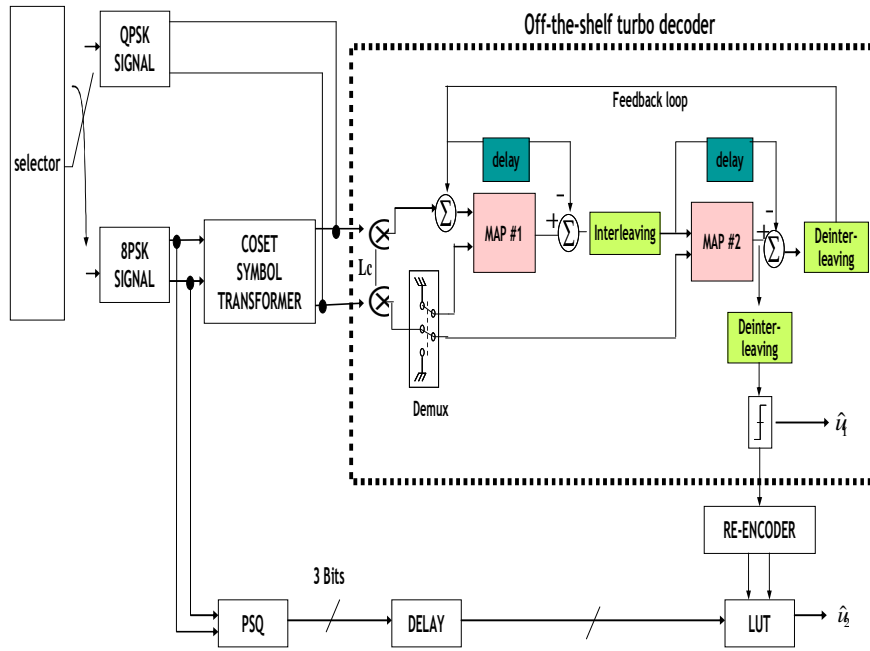 Off-the-shelf turbo decoder
QPSK
SIGNAL
Feedback loop
selector
delay
delay
Σ
MAP #1
+
−
Σ
Interleaving
MAP #2
+
−
Σ
Deinter-
leaving
8PSK
SIGNAL
COSET
SYMBOL
TRANSFORMER
Lc
Demux
Deinter-
leaving
û1
RE-ENCODER
3 Bits
PSQ
DELAY
LUT
û2